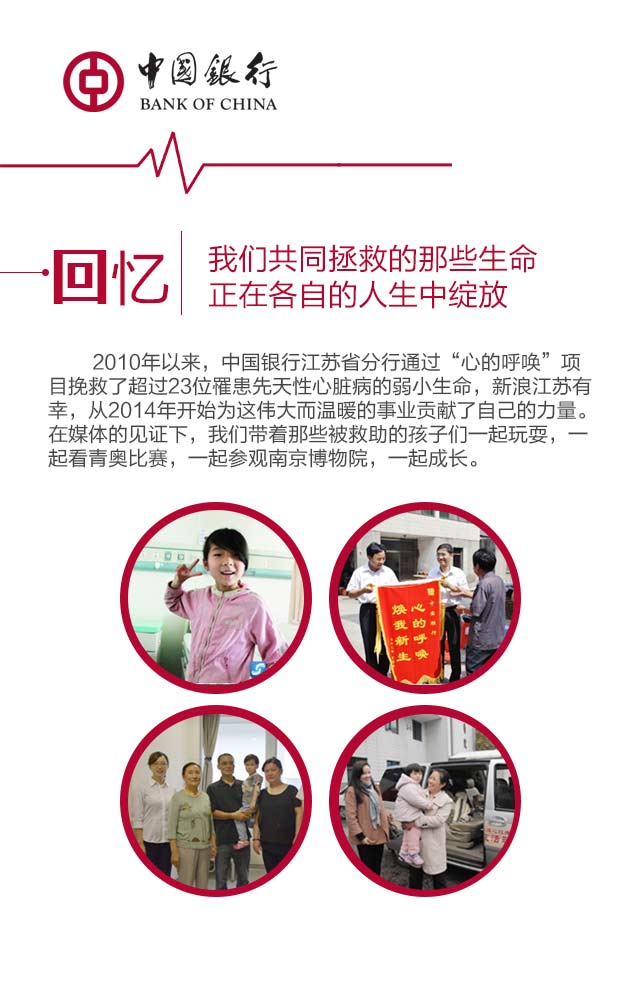 中國銀行
BANK OF CHINA
回忆
我们共同拯救的那些生命
正在各自的人生中绽放
2010年以来，中国银行江苏省分行通过“心的呼唤”项
目挽救了超过23位罹患先天性心脏病的弱小生命，新浪江苏有
幸，从2014年开始为这伟大而温暖的事业贡献了自己的力量。
在媒体的见证下，我们带着那些被救助的孩子们一起玩耍，一
起看青奥比赛，一起参观南京博物院，一起成长。
中国银行
心的呼唤
焕我新生